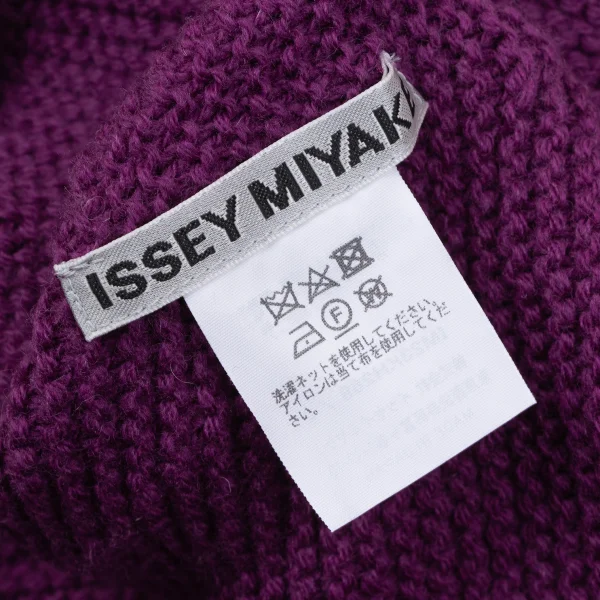 ISSEY MIYAKE
F
W
洗濯ネットを使用してください。
アイロンは当て布を使用してくだ
さい。